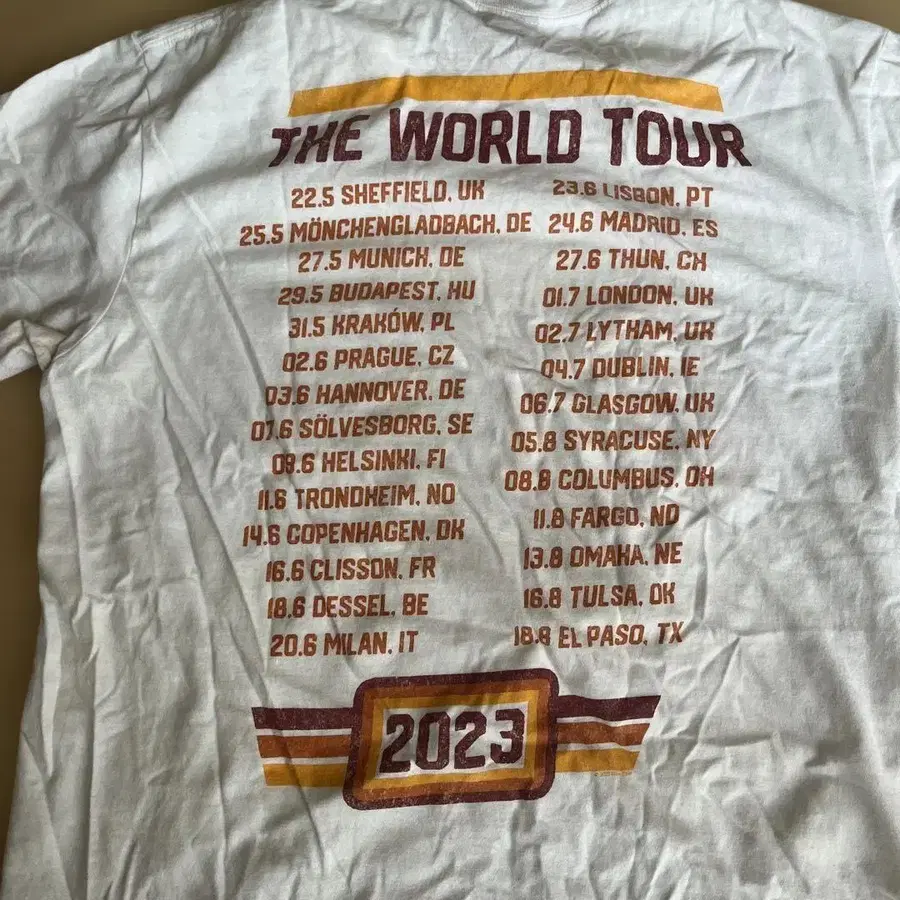 THE WORLD TOUR
22.5 SHEFFIELD, UK
25.5 MÖNCHENGLADBACH, DE
27.5 MUNICH, DE
29.5 BUDAPEST, HU
31.5 KRAKÓW, PL
02.6 PRAGUE, CZ
03.6 HANNOVER, DE
07.6 SÖLVESBORG, SE
09.6 HELSINKI, FI
11.6 TRONDHEIM, NO
14.6 COPENHAGEN, DK
16.6 CLISSON, FR
18.6 DESSEL, BE
20.6 MILAN, IT
23.6 LISBON, PT
24.6 MADRID, ES
27.6 THUN, CH
01.7 LONDON, UK
02.7 LYTHAM, UK
04.7 DUBLIN, IE
06.7 GLASGOW, UK
05.8 SYRACUSE, NY
08.8 COLUMBUS, OH
11.8 FARGO, ND
13.8 OMAHA, NE
16.8 TULSA, OK
18.8 EL PASO, TX
2023